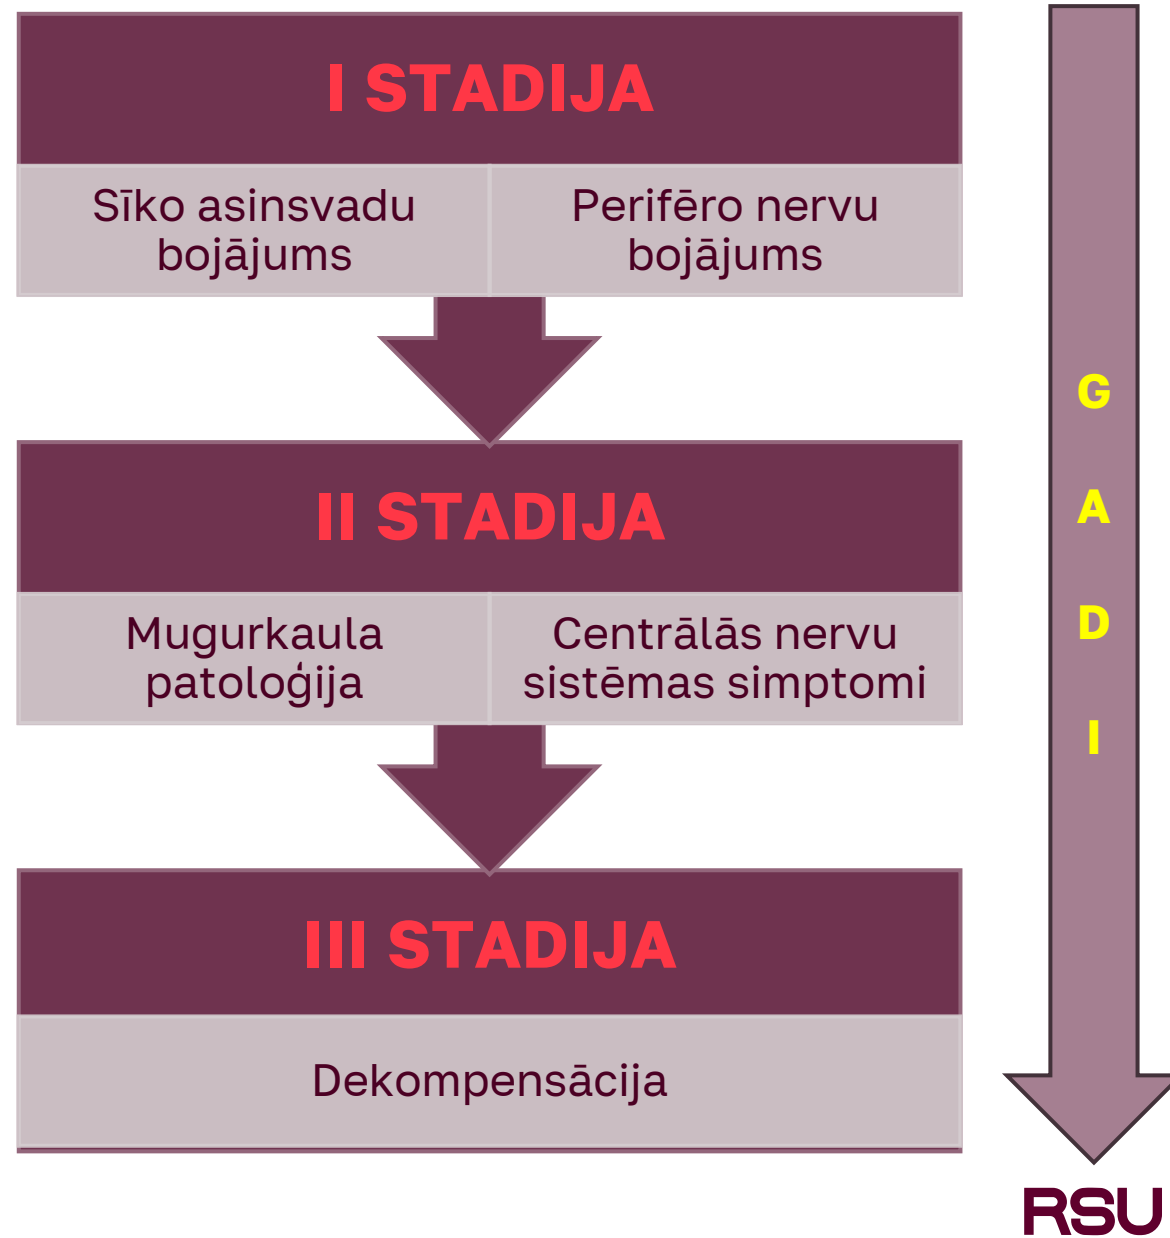 I STADIJA
Sīko asinsvadu
bojājums
Perifēro nervu
bojājums
II STADIJA
Mugurkaula
patoloģija
Centrālās nervu
sistēmas simptomi
III STADIJA
Dekompensācija
G
A
D
I
RSU